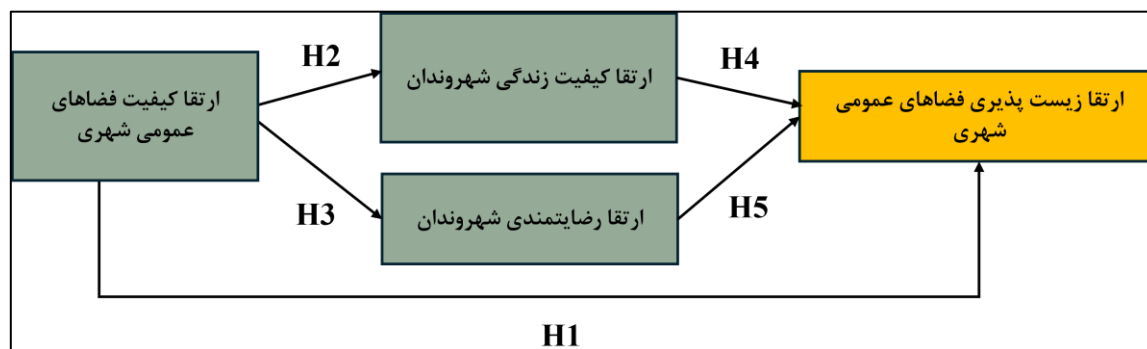 ارتقا کیفیت فضاهای
عمومی شهری
H2
H3
ارتقا کیفیت زندگی شهروندان
ارتقا رضایتمندی شهروندان
H4
H5
ارتقا زیست پذیری فضاهای عمومی
شهری
H1